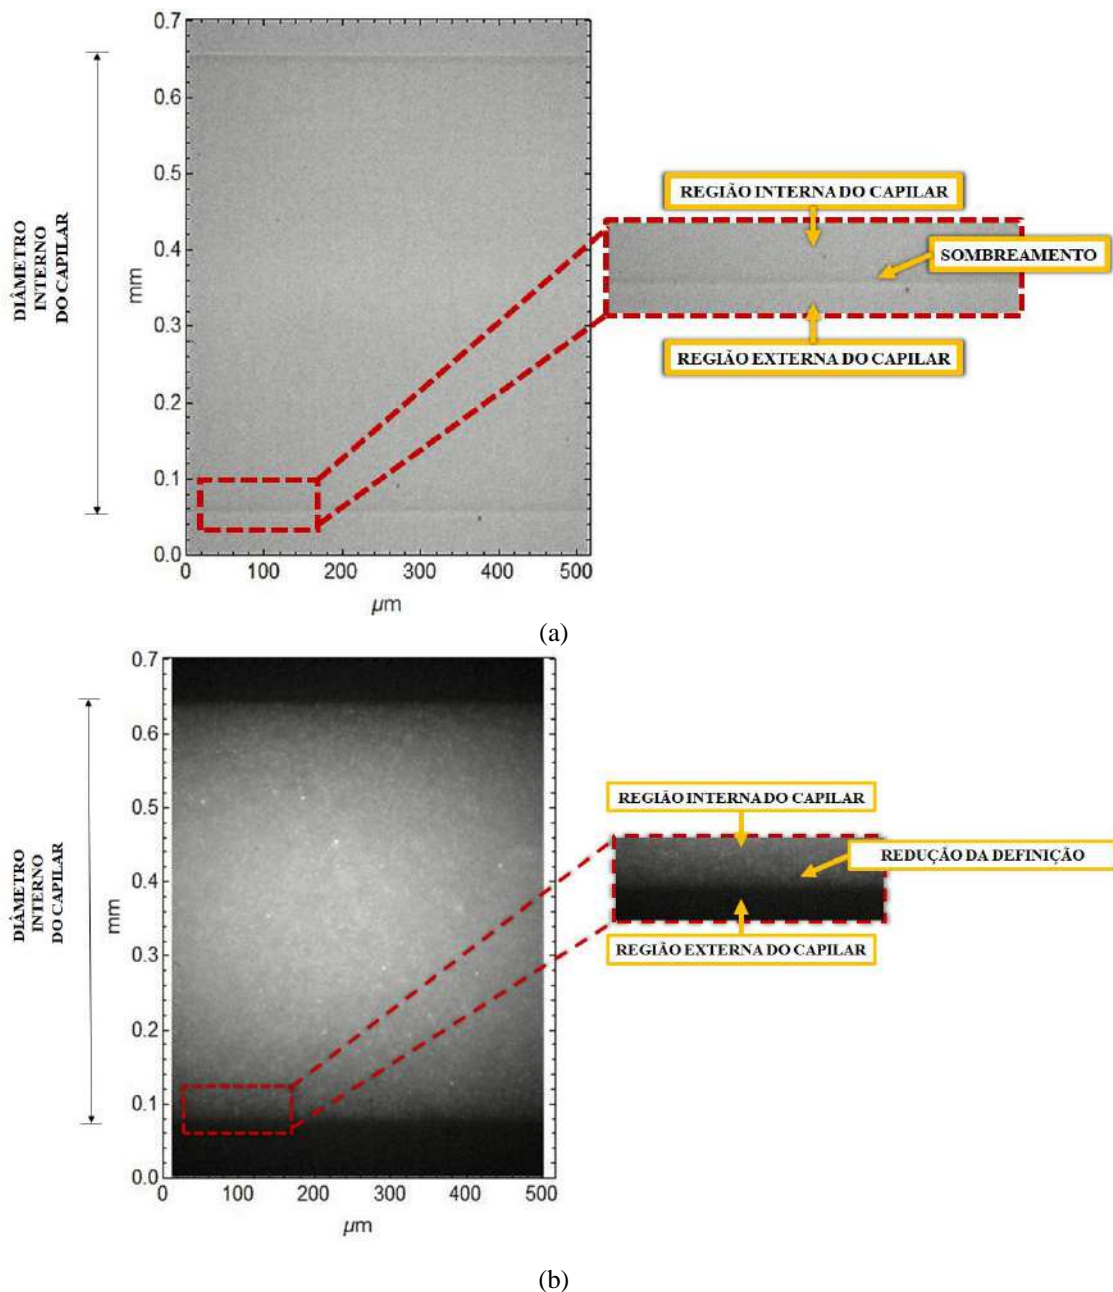 0.7
0.6
0.5
0.4
0.3
0.2
0.1
0.0
mm
0 100 200 300 400 500
µm
DIÂMETRO
INTERNO
DO CAPILAR
REGIÃO INTERNA DO CAPILAR
SOMBREAMENTO
REGIÃO EXTERNA DO CAPILAR
(a)
0.7
0.6
0.5
0.4
0.3
0.2
0.1
0.0
mm
0 100 200 300 400 500
µm
DIÂMETRO
INTERNO
DO CAPILAR
REGIÃO INTERNA DO CAPILAR
REDUÇÃO DA DEFINIÇÃO
REGIÃO EXTERNA DO CAPILAR
(b)